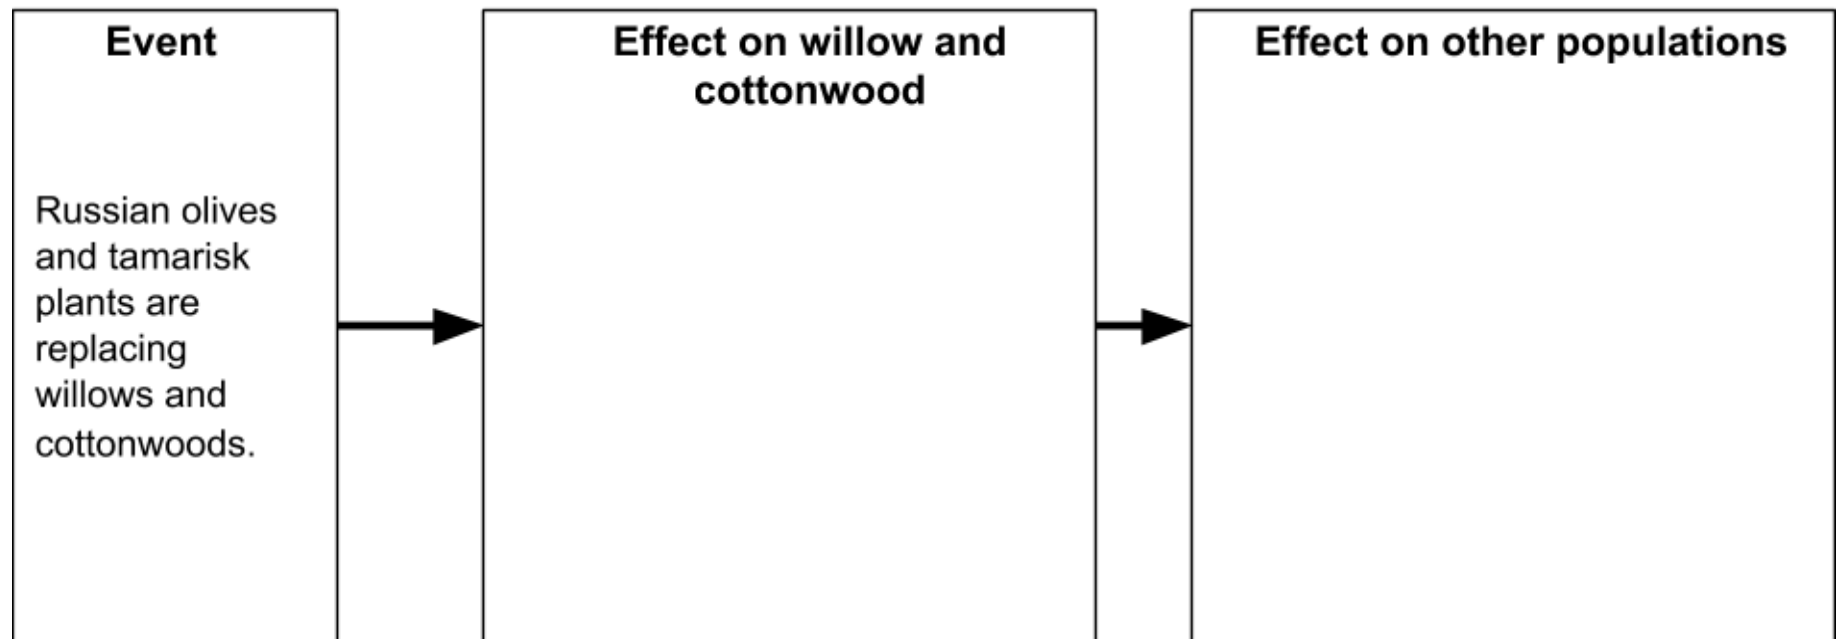 Event
Russian olives
and tamarisk
plants are
replacing
willows and
cottonwoods.
Effect on willow and
cottonwood
Effect on other populations